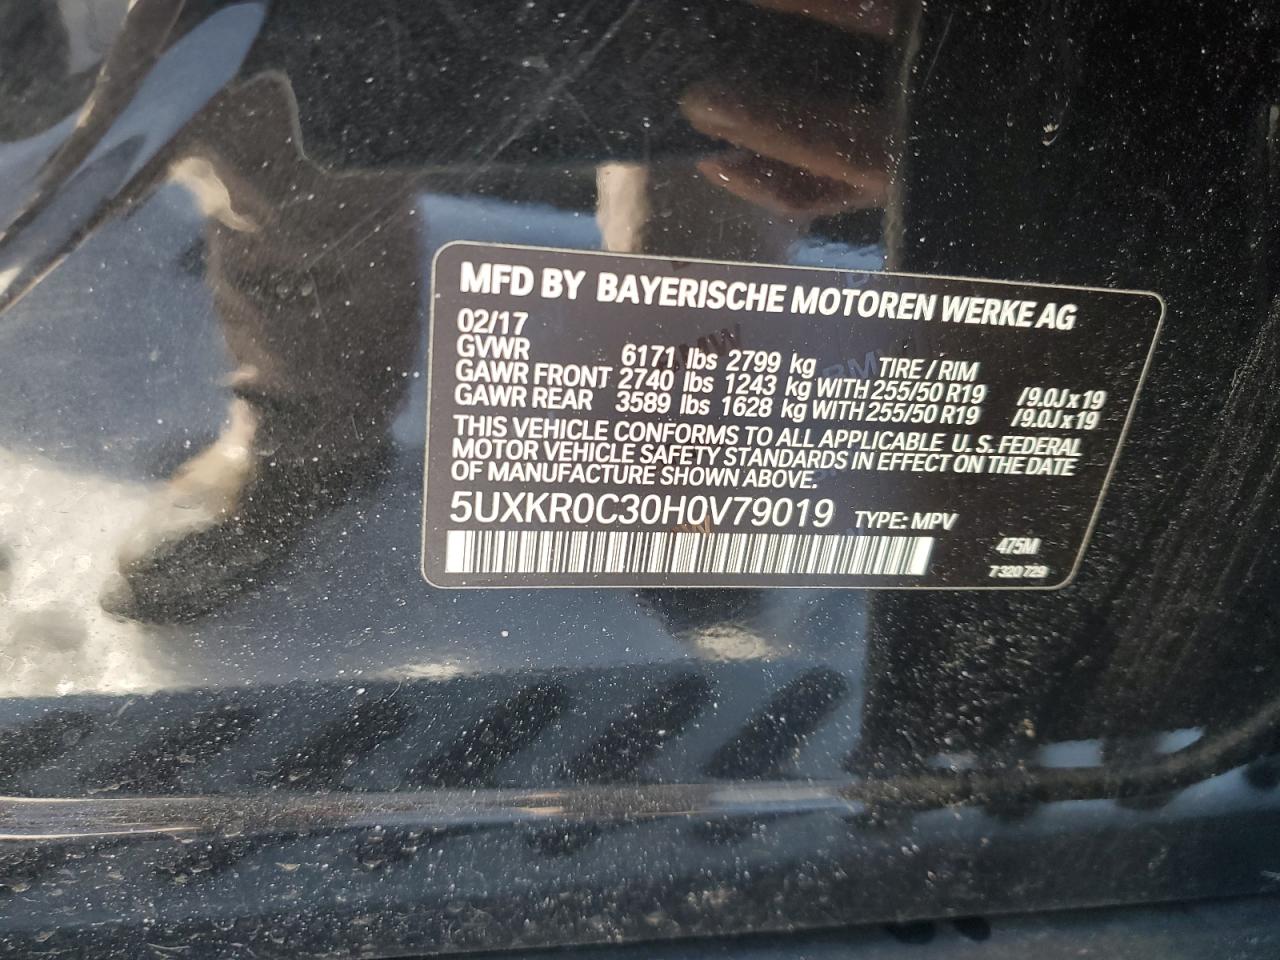 MFD BY BAYERISCHE MOTOREN WERKE AG
02/17
GVWR 6171 lbs 2799 kg TIRE / RIM
GAWR FRONT 2740 lbs 1243 kg WITH 255/50 R19 /9.0J x 19
GAWR REAR 3589 lbs 1628 kg WITH 255/50 R19 /9.0J x 19
THIS VEHICLE CONFORMS TO ALL APPLICABLE U.S. FEDERAL
MOTOR VEHICLE SAFETY STANDARDS IN EFFECT ON THE DATE
OF MANUFACTURE SHOWN ABOVE.
5UXKR0C30H0V79019 TYPE: MPV
475M
7 320 729